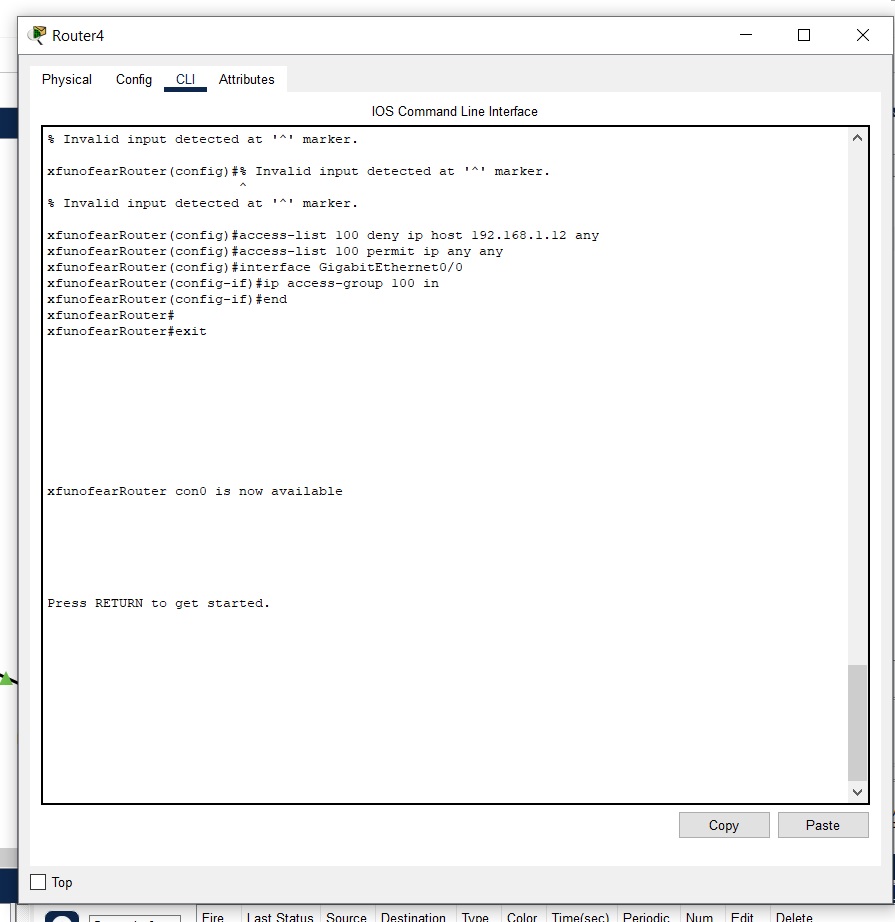 Router4
Physical Config CLI Attributes
IOS Command Line Interface
% Invalid input detected at '^' marker.
xfunofearRouter(config)#% Invalid input detected at '^' marker.
^
% Invalid input detected at '^' marker.
xfunofearRouter(config)#access-list 100 deny ip host 192.168.1.12 any
xfunofearRouter(config)#access-list 100 permit ip any any
xfunofearRouter(config)#interface GigabitEthernet0/0
xfunofearRouter(config-if)#ip access-group 100 in
xfunofearRouter(config-if)#end
xfunofearRouter#
xfunofearRouter#exit
xfunofearRouter con0 is now available
Press RETURN to get started.
Copy Paste
Top
Fire Last Status Source Destination Type Color Time(sec) Periodic Num Edit Delete